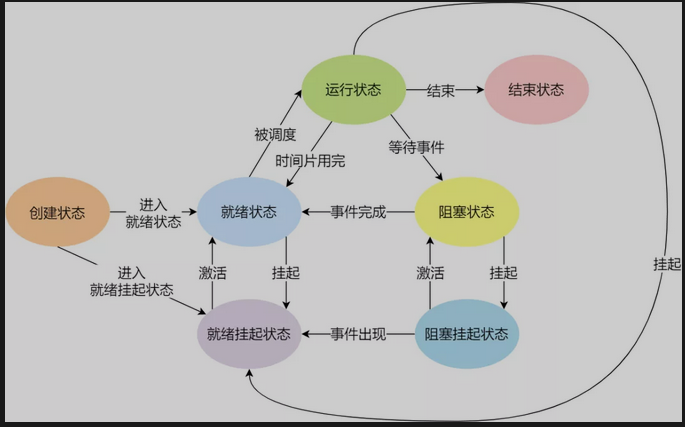 运行状态
结束
结束状态
被调度
时间片用完
等待事件
创建状态
进入
就绪状态
就绪状态
事件完成
阻塞状态
进入
就绪挂起状态
激活
挂起
激活
挂起
挂起
就绪挂起状态
事件出现
阻塞挂起状态